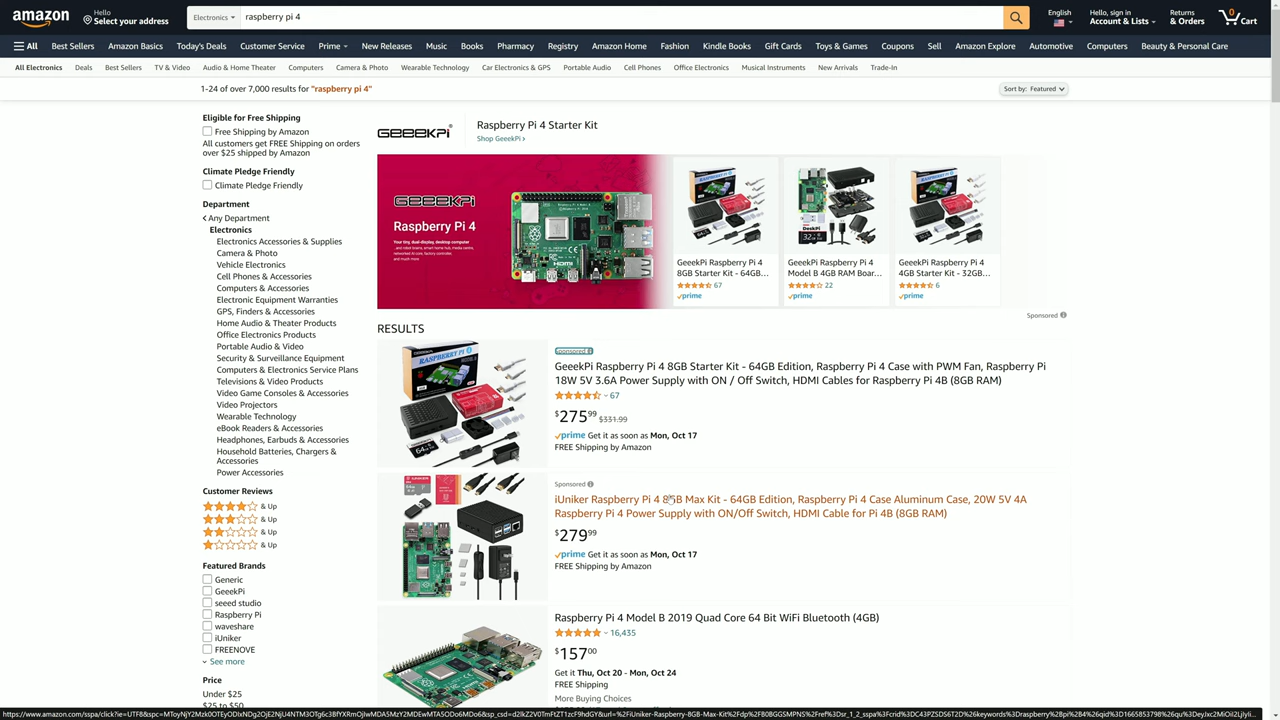 amazon
Hello
Select your address
Electronics
raspberry pi 4
English
Hello, sign in
Account & Lists
Returns
& Orders
0
Cart
All
Best Sellers
Amazon Basics
Today's Deals
Customer Service
Prime
New Releases
Music
Books
Pharmacy
Registry
Amazon Home
Fashion
Kindle Books
Gift Cards
Toys & Games
Coupons
Sell
Amazon Explore
Automotive
Computers
Beauty & Personal Care
All Electronics
Deals
Best Sellers
TV & Video
Audio & Home Theater
Computers
Camera & Photo
Wearable Technology
Car Electronics & GPS
Portable Audio
Cell Phones
Office Electronics
Musical Instruments
New Arrivals
Trade-In
1-24 of over 7,000 results for "raspberry pi 4"
Sort by: Featured
Eligible for Free Shipping
Free Shipping by Amazon
All customers get FREE Shipping on orders
over $25 shipped by Amazon
Climate Pledge Friendly
Climate Pledge Friendly
Department
Any Department
Electronics
Electronics Accessories & Supplies
Camera & Photo
Vehicle Electronics
Cell Phones & Accessories
Computers & Accessories
Electronic Equipment Warranties
GPS, Finders & Accessories
Home Audio & Theater Products
Office Electronics Products
Portable Audio & Video
Security & Surveillance Equipment
Computers & Electronics Service Plans
Televisions & Video Products
Video Game Consoles & Accessories
Video Projectors
Wearable Technology
eBook Readers & Accessories
Headphones, Earbuds & Accessories
Household Batteries, Chargers &
Accessories
Power Accessories
Customer Reviews
& Up
& Up
& Up
& Up
Featured Brands
Generic
GeeekPi
seeed studio
Raspberry Pi
waveshare
iUniker
FREENOVE
See more
Price
Under $25
$25 to $50
GEEEKPI
Raspberry Pi 4 Starter Kit
Shop GeeekPi
GEEEKPI
Raspberry Pi 4
Your tiny, dual-display, desktop computer
GeeekPi Raspberry Pi 4
8GB Starter Kit - 64GB...
67
prime
GeeekPi Raspberry Pi 4
Model B 4GB RAM Boar...
22
prime
GeeekPi Raspberry Pi 4
4GB Starter Kit - 32GB...
6
prime
Sponsored
RESULTS
Sponsored
GeeekPi Raspberry Pi 4 8GB Starter Kit - 64GB Edition, Raspberry Pi 4 Case with PWM Fan, Raspberry Pi
18W 5V 3.6A Power Supply with ON / Off Switch, HDMI Cables for Raspberry Pi 4B (8GB RAM)
67
$275 99 $331.99
prime Get it as soon as Mon, Oct 17
FREE Shipping by Amazon
Sponsored
iUniker Raspberry Pi 4 8GB Max Kit - 64GB Edition, Raspberry Pi 4 Case Aluminum Case, 20W 5V 4A
Raspberry Pi 4 Power Supply with ON/Off Switch, HDMI Cable for Pi 4B (8GB RAM)
$279 99
prime Get it as soon as Mon, Oct 17
FREE Shipping by Amazon
Raspberry Pi 4 Model B 2019 Quad Core 64 Bit WiFi Bluetooth (4GB)
16,435
$157 00
Get it Thu, Oct 20 - Mon, Oct 24
FREE Shipping
More Buying Choices